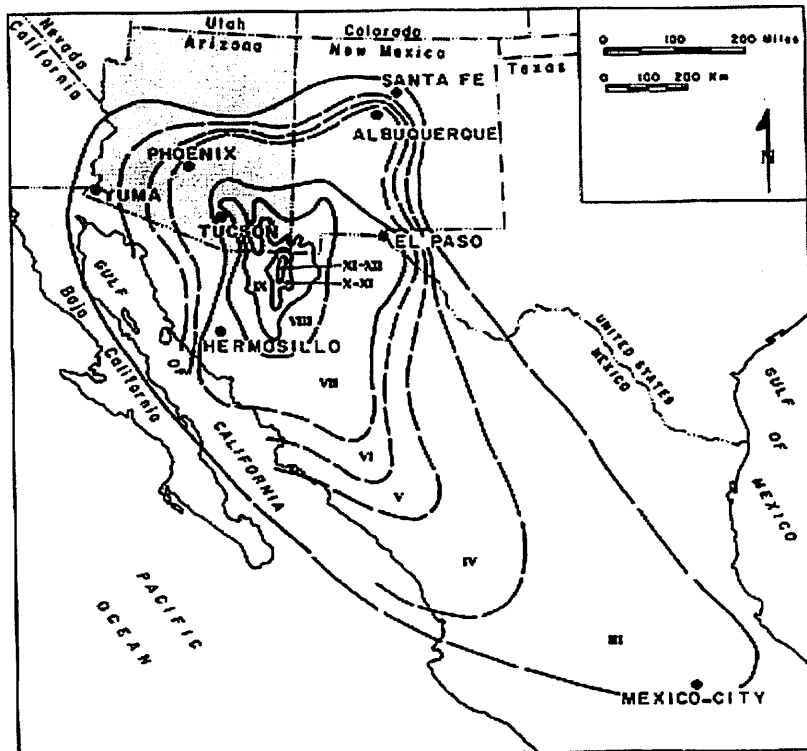 Nevada
California
Utah
Arizona
Colorado
New Mexico
Texas
0 100 200 Miles
0 100 200 Km
N
SANTA FE
ALBUQUERQUE
PHOENIX
YUMA
TUCSON
EL PASO
XI-XII
X-XI
IX
VIII
HERMOSILLO
VII
VI
V
IV
III
GULF
OF
CALIFORNIA
Baja
California
UNITED STATES
MEXICO
GULF
OF
MEXICO
PACIFIC
OCEAN
MEXICO-CITY